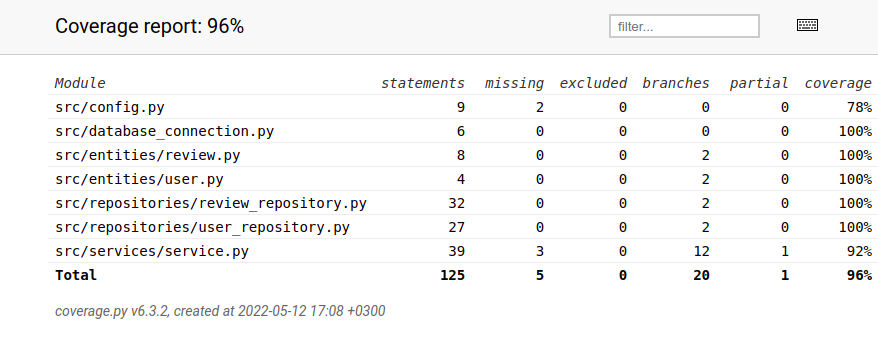 Coverage report: 96%
filter...
Module statements missing excluded branches partial coverage
src/config.py 9 2 0 0 0 78%
src/database_connection.py 6 0 0 0 0 100%
src/entities/review.py 8 0 0 2 0 100%
src/entities/user.py 4 0 0 2 0 100%
src/repositories/review_repository.py 32 0 0 2 0 100%
src/repositories/user_repository.py 27 0 0 2 0 100%
src/services/service.py 39 3 0 12 1 92%
Total 125 5 0 20 1 96%
coverage.py v6.3.2, created at 2022-05-12 17:08 +0300